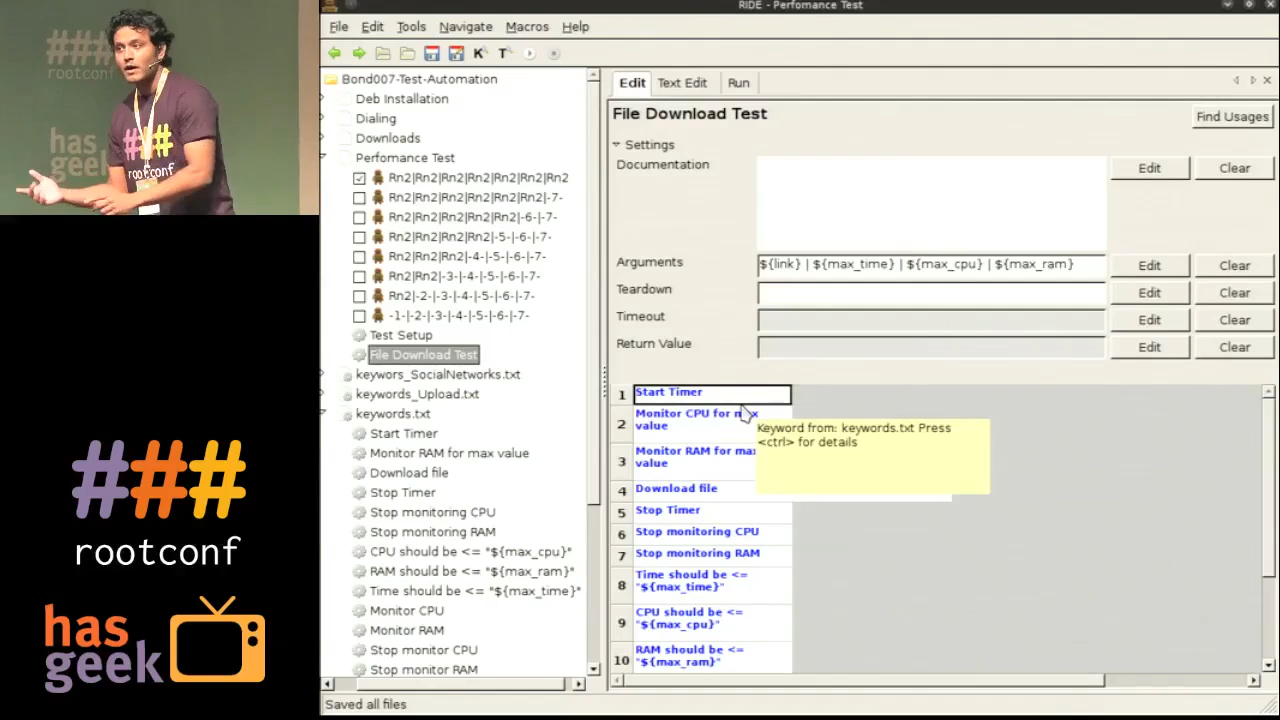 ###
rootconf
has
geek
###
rootconf
RIDE - Perfomance Test
File Edit Tools Navigate Macros Help
Bond007-Test-Automation
Deb Installation
Dialing
Downloads
Perfomance Test
Rn2|Rn2|Rn2|Rn2|Rn2|Rn2|Rn2
Rn2|Rn2|Rn2|Rn2|Rn2|Rn2|-7-
Rn2|Rn2|Rn2|Rn2|Rn2|-6-|-7-
Rn2|Rn2|Rn2|Rn2|-5-|-6-|-7-
Rn2|Rn2|Rn2|-4-|-5-|-6-|-7-
Rn2|Rn2|-3-|-4-|-5-|-6-|-7-
Rn2|-2-|-3-|-4-|-5-|-6-|-7-
-1-|-2-|-3-|-4-|-5-|-6-|-7-
Test Setup
File Download Test
keywors_SocialNetworks.txt
keywords_Upload.txt
keywords.txt
Start Timer
Monitor RAM for max value
Download file
Stop Timer
Stop monitoring CPU
Stop monitoring RAM
CPU should be <= "${max_cpu}"
RAM should be <= "${max_ram}"
Time should be <= "${max_time}"
Monitor CPU
Monitor RAM
Stop monitor CPU
Stop monitor RAM
Edit Text Edit Run
File Download Test
Find Usages
Settings
Documentation Edit Clear
Arguments ${link} | ${max_time} | ${max_cpu} | ${max_ram} Edit Clear
Teardown Edit Clear
Timeout Edit Clear
Return Value Edit Clear
1 Start Timer
2 Monitor CPU for max
value
3 Monitor RAM for max
value
4 Download file
5 Stop Timer
6 Stop monitoring CPU
7 Stop monitoring RAM
8 Time should be <=
"${max_time}"
9 CPU should be <=
"${max_cpu}"
10 RAM should be <=
"${max_ram}"
Keyword from: keywords.txt Press
<ctrl> for details
Saved all files
###
rootconf
has
geek